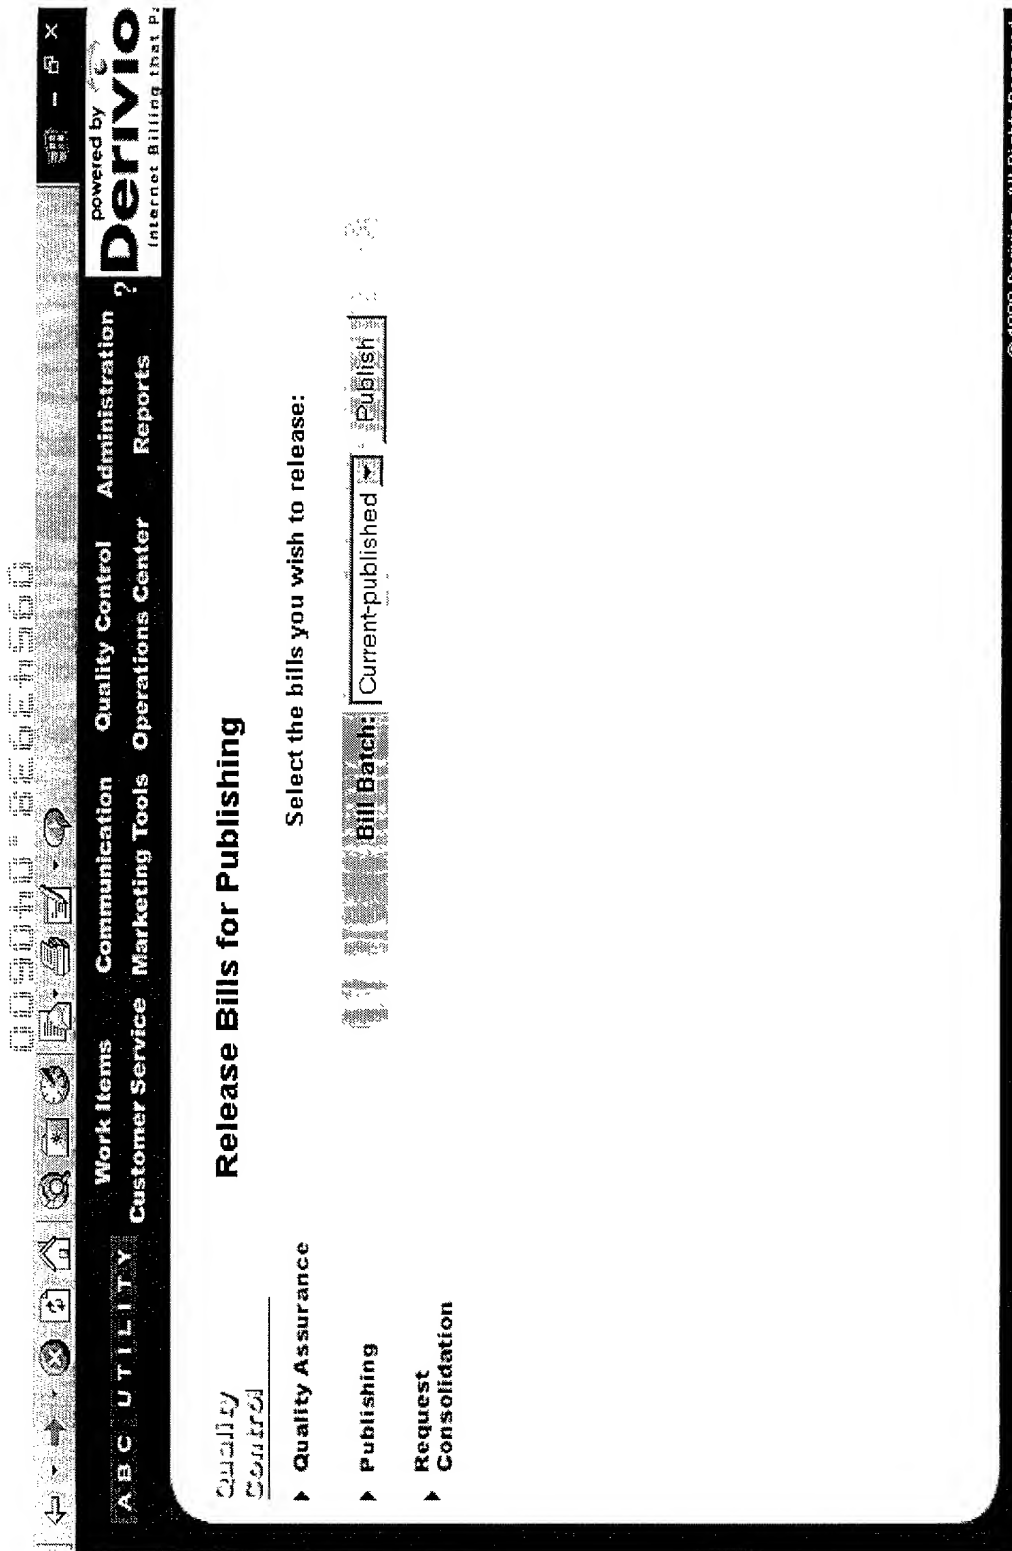 powered by
Derivio
Internet Billing that
ABC UTILITY
Work Items Communication Quality Control Administration ?
Customer Service Marketing Tools Operations Center Reports
Quality
Control
Release Bills for Publishing
Quality Assurance
Select the bills you wish to release:
Publishing
Bill Batch: Current-published Publish
Request
Consolidation